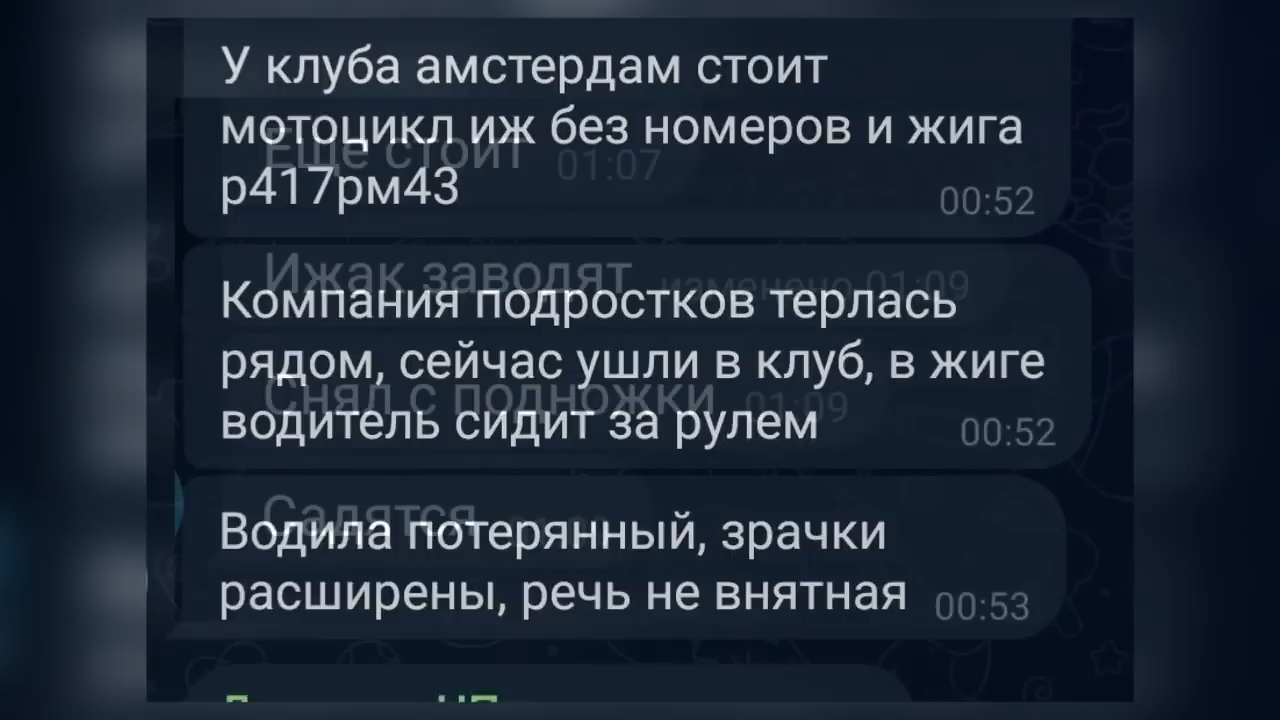 У клуба амстердам стоит
мотоцикл иж без номеров и жига
р417рм43
00:52
Еще стоит 01:07
Компания подростков терлась
рядом, сейчас ушли в клуб, в жиге
водитель сидит за рулем
00:52
Ижак заводят изменено 01:09
Снял с подножки 01:09
Водила потерянный, зрачки
расширены, речь не внятная
00:53
Садятся